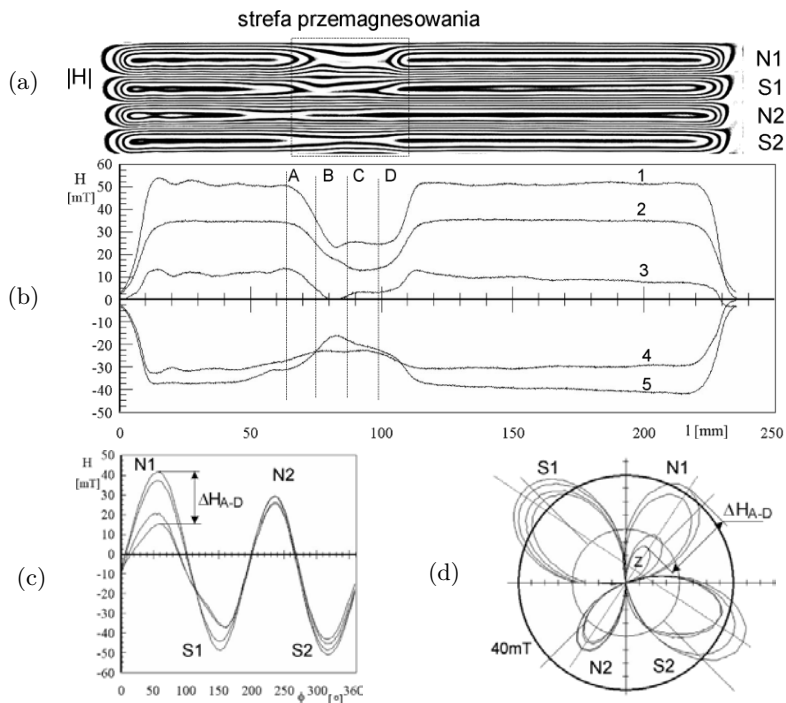 strefa przemagnesowania
(a)
|H|
N1
S1
N2
S2
(b)
H
[mT]
60
50
40
30
20
10
0
-10
-20
-30
-40
-50
A
B
C
D
1
2
3
4
5
0
50
100
150
200
250
l [mm]
(c)
H
[mT]
50
40
30
20
10
0
-10
-20
-30
-40
-50
-60
N1
ΔHA-D
N2
S1
S2
0
50
100
150
200
250
300
360
ϕ
[o]
(d)
S1
N1
ΔHA-D
z
40mT
N2
S2